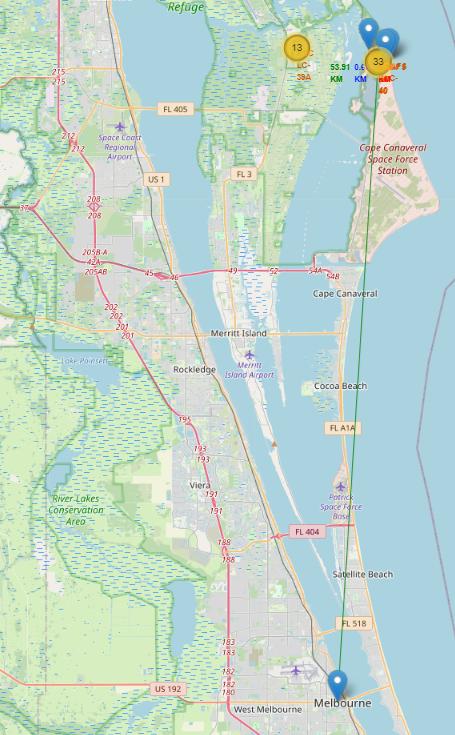 Refuge
13
LC-
39A
53.91
KM
0.6
KM
33
KM
40
215
215
FL 405
212
212
Space Coast
Regional
Airport
Cape Canaveral
Space Force
Station
US 1
FL 3
208
208
37
205B-A
42A
205AB
45
46
49
52
54A
54B
Cape Canaveral
202
202
201
201
Merritt Island
Lake Poinsett
Rockledge
Merritt
Island Airport
Cocoa Beach
195
FL A1A
193
193
Viera
191
191
River Lakes
Conservation
Area
Patrick
Space Force
Base
188
188
FL 404
Satellite Beach
FL 518
183
183
182
182
180
US 192
West Melbourne
Melbourne